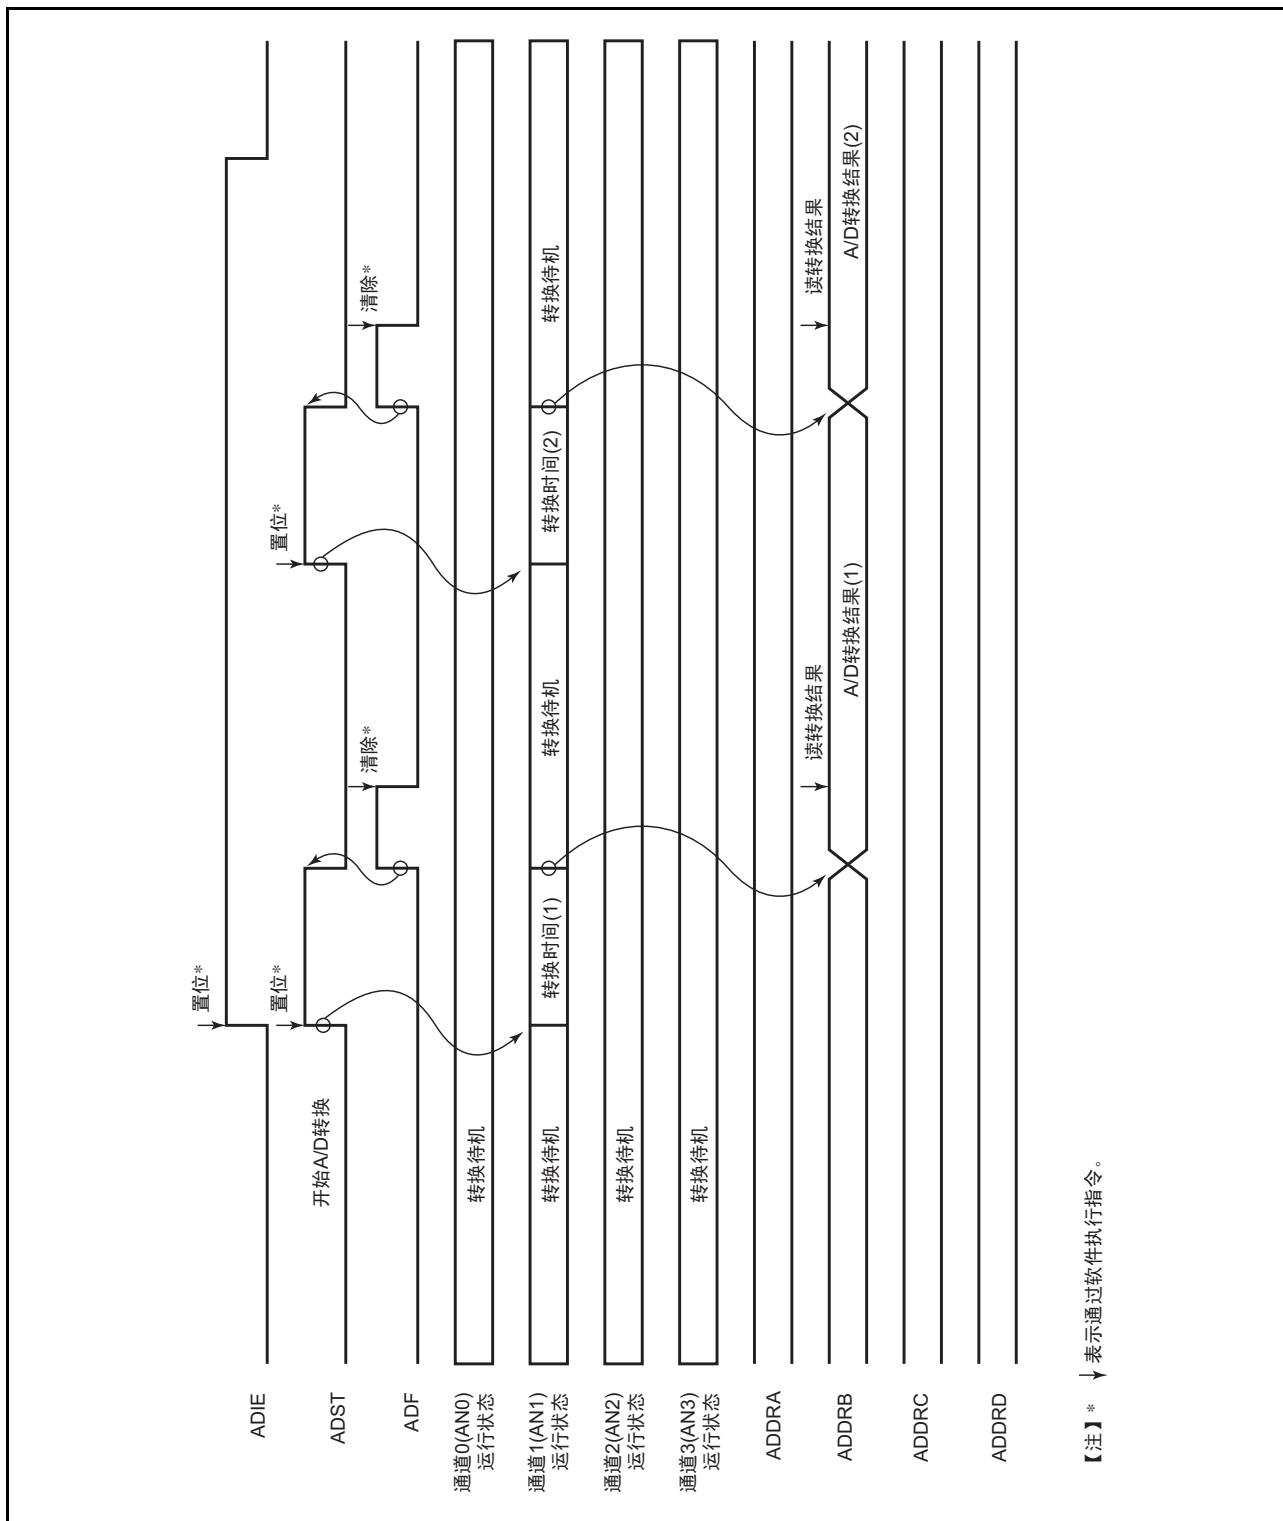 ADIE
置位*
ADST
开始A/D转换
置位*
置位*
ADF
清除*
清除*
通道0(AN0)
运行状态
转换待机
通道1(AN1)
运行状态
转换待机
转换时间(1)
转换待机
转换时间(2)
转换待机
通道2(AN2)
运行状态
转换待机
通道3(AN3)
运行状态
转换待机
ADDRA
读转换结果
读转换结果
ADDRB
A/D转换结果(1)
A/D转换结果(2)
ADDRC
ADDRD
【注】* ↓ 表示通过软件执行指令。